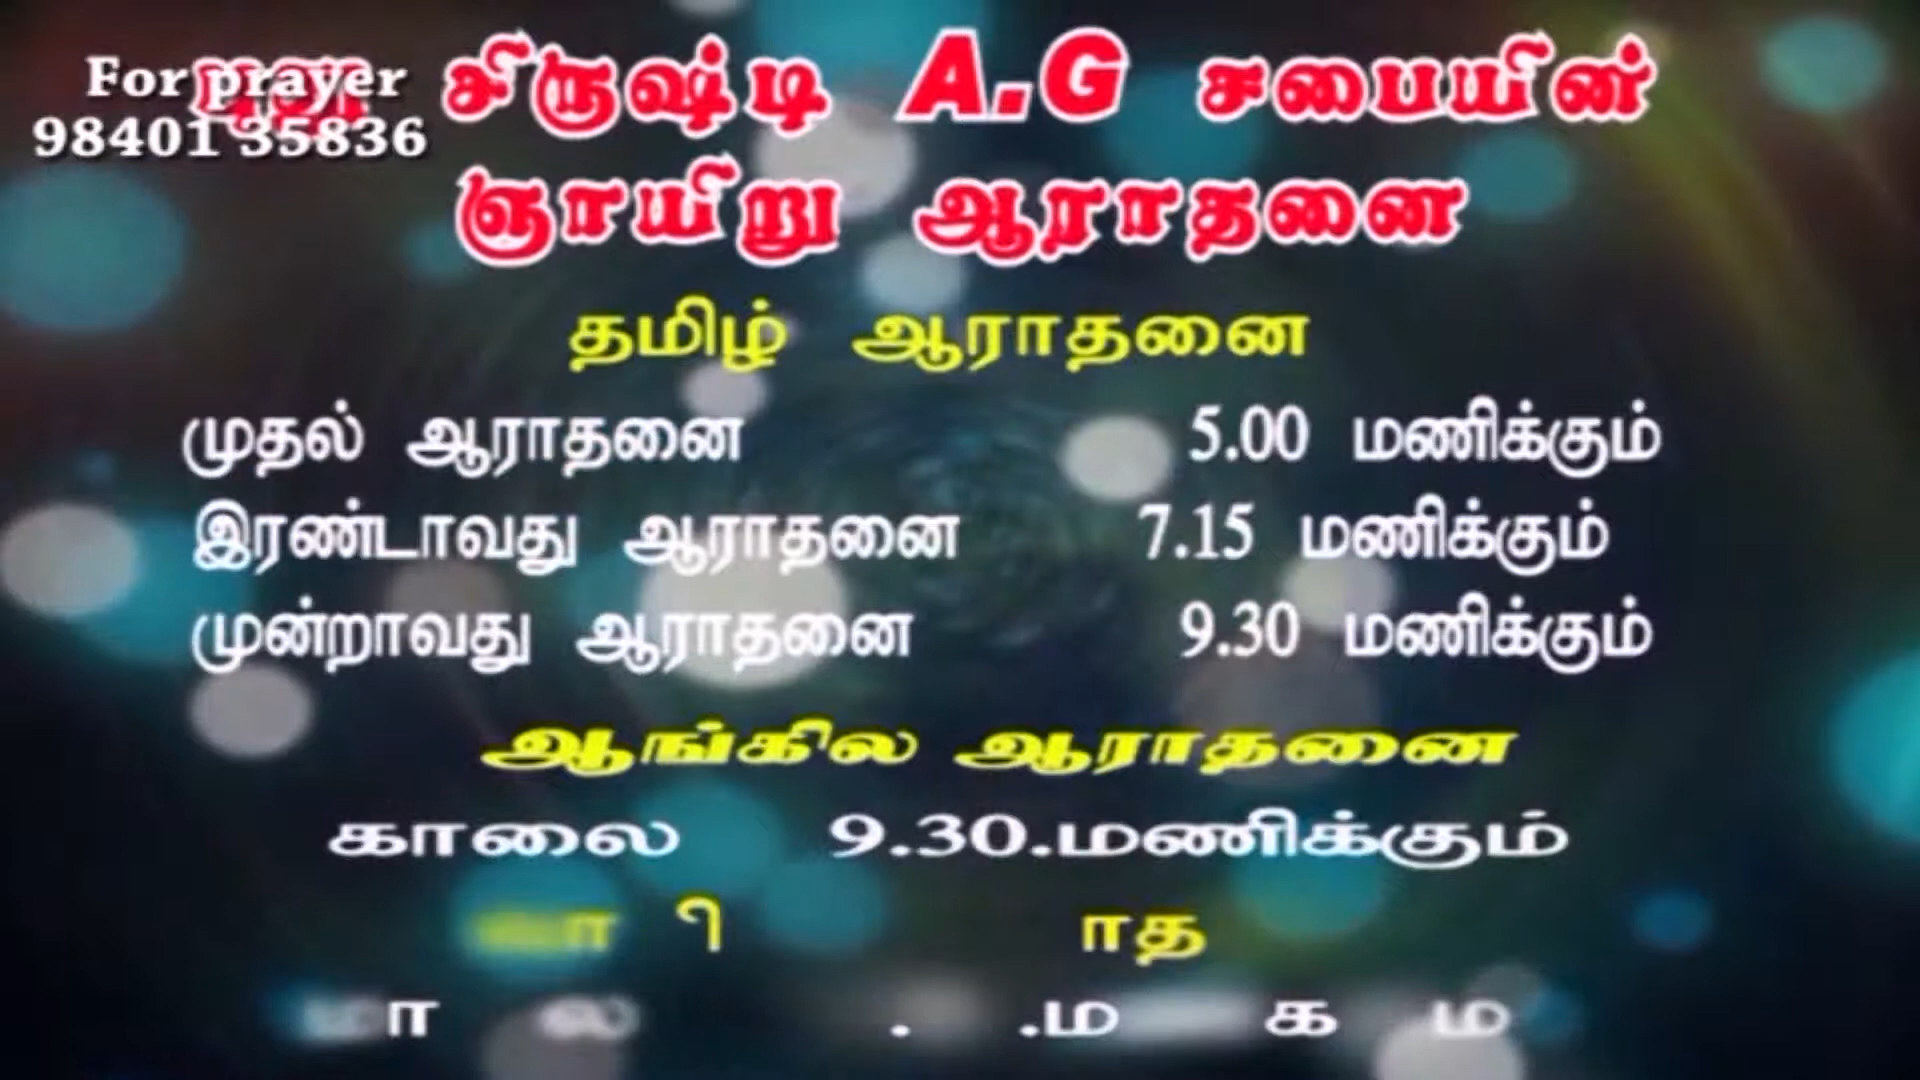 For prayer
98401 35836
சிருஷ்டி A.G சபையின்
ஞாயிறு ஆராதனை
தமிழ் ஆராதனை
முதல் ஆராதனை 5.00 மணிக்கும்
இரண்டாவது ஆராதனை 7.15 மணிக்கும்
முன்றாவது ஆராதனை 9.30 மணிக்கும்
ஆங்கில ஆராதனை
காலை 9.30.மணிக்கும்